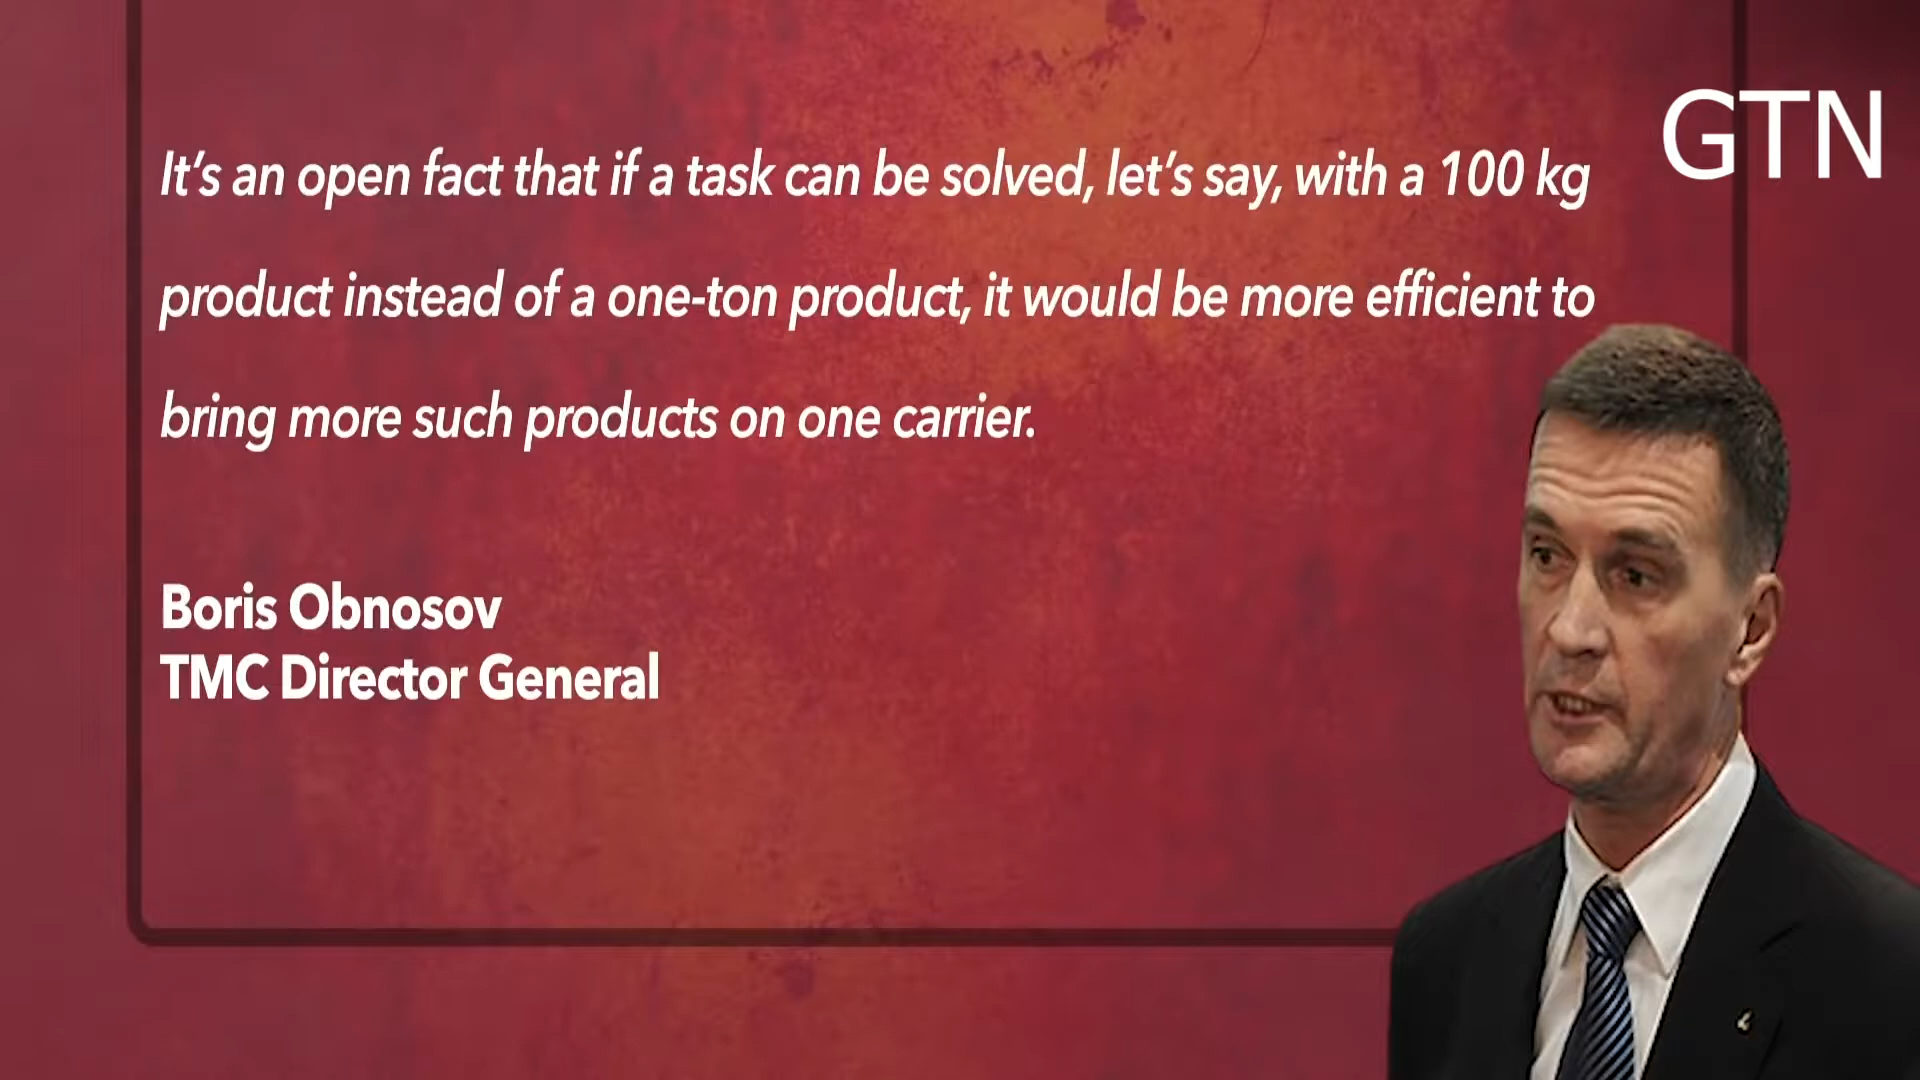 GTN
It's an open fact that if a task can be solved, let's say, with a 100 kg
product instead of a one-ton product, it would be more efficient to
bring more such products on one carrier.
Boris Obnosov
TMC Director General